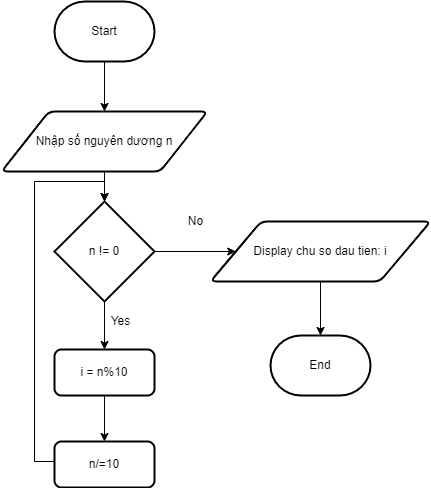 Start
Nhập số nguyên dương n
n != 0
No
Display chu so dau tien: i
Yes
End
i = n%10
n/=10